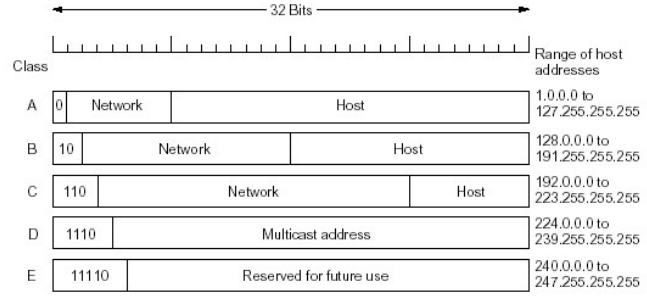 32 Bits
Range of host
addresses
Class
A 0 Network Host 1.0.0.0 to
127.255.255.255
B 10 Network Host 128.0.0.0 to
191.255.255.255
C 110 Network Host 192.0.0.0 to
223.255.255.255
D 1110 Multicast address 224.0.0.0 to
239.255.255.255
E 11110 Reserved for future use 240.0.0.0 to
247.255.255.255